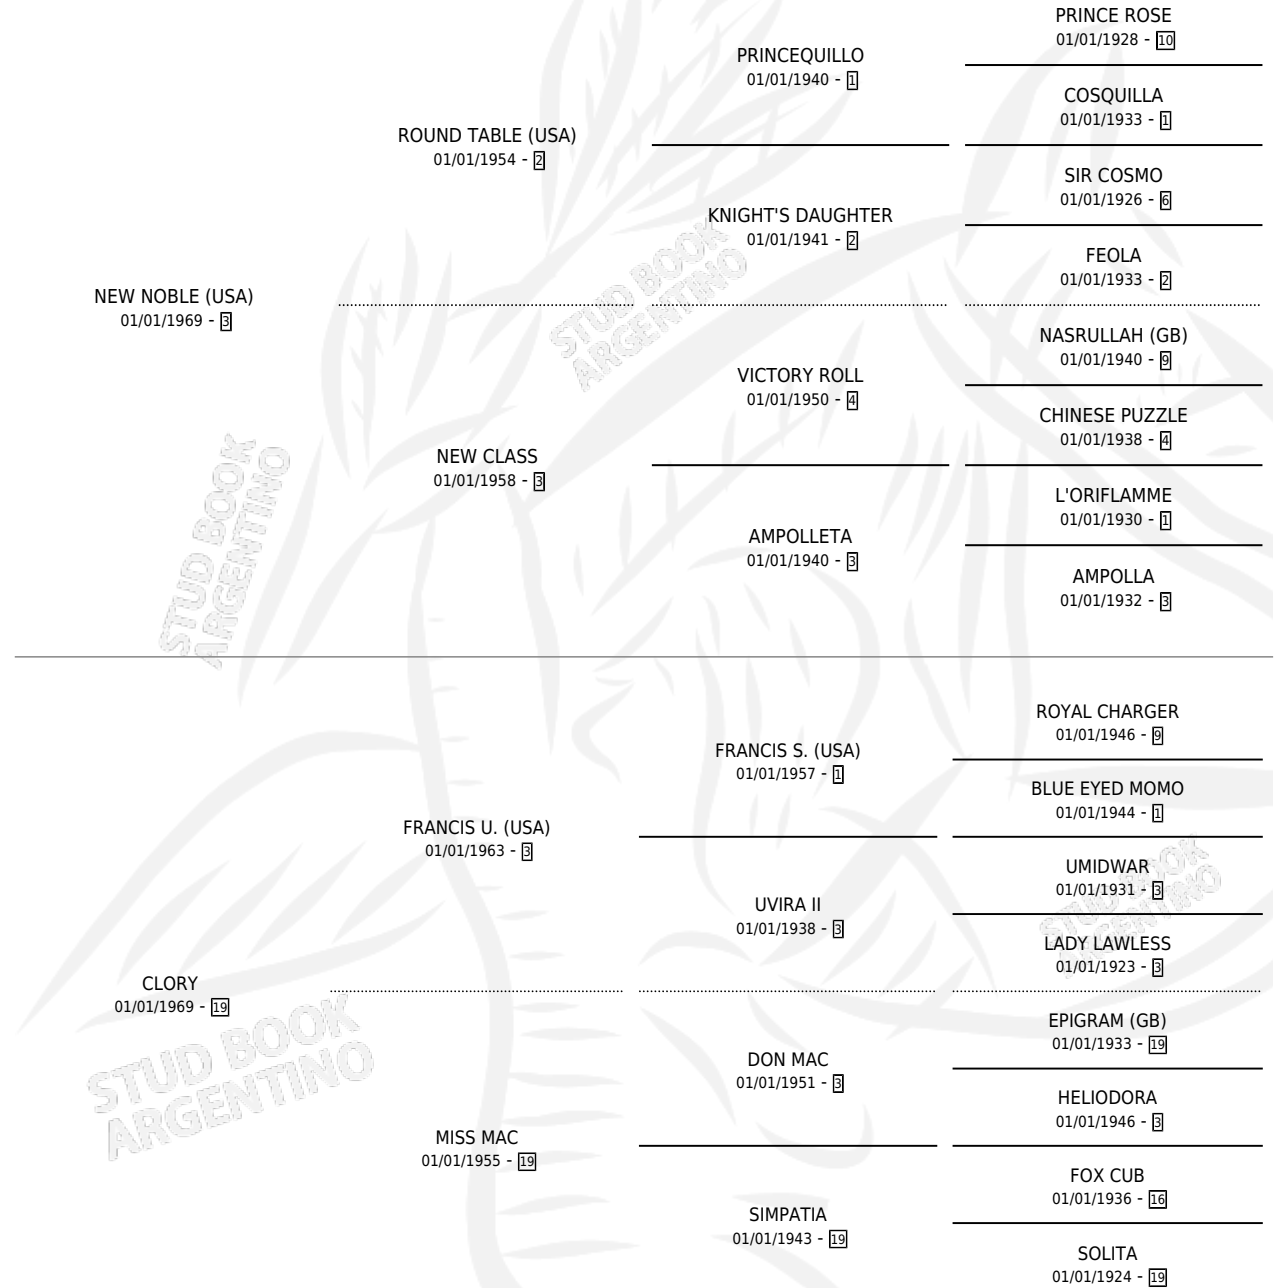 PRINCE ROSE
01/01/1928 - 10
PRINCEQUILLO
01/01/1940 - 1
COSQUILLA
01/01/1933 - 1
ROUND TABLE (USA)
01/01/1954 - 2
SIR COSMO
01/01/1926 - 6
KNIGHT'S DAUGHTER
01/01/1941 - 2
FEOLA
01/01/1933 - 2
NEW NOBLE (USA)
01/01/1969 - 3
STUD BOOK
ARGENTINO
NASRULLAH (GB)
01/01/1940 - 9
VICTORY ROLL
01/01/1950 - 4
CHINESE PUZZLE
01/01/1938 - 4
NEW CLASS
01/01/1958 - 3
L'ORIFLAMME
01/01/1930 - 1
AMPOLLETA
01/01/1940 - 3
AMPOLLA
01/01/1932 - 3
STUD BOOK
ARGENTINO
ROYAL CHARGER
01/01/1946 - 9
FRANCIS S. (USA)
01/01/1957 - 1
BLUE EYED MOMO
01/01/1944 - 1
FRANCIS U. (USA)
01/01/1963 - 3
UMIDWAR
01/01/1931 - 3
UVIRA II
01/01/1938 - 3
LADY LAWLESS
01/01/1923 - 3
STUD BOOK
ARGENTINO
CLORY
01/01/1969 - 19
EPIGRAM (GB)
01/01/1933 - 19
DON MAC
01/01/1951 - 3
HELIODORA
01/01/1946 - 3
STUD BOOK
ARGENTINO
MISS MAC
01/01/1955 - 19
FOX CUB
01/01/1936 - 16
SIMPATIA
01/01/1943 - 19
SOLITA
01/01/1924 - 19